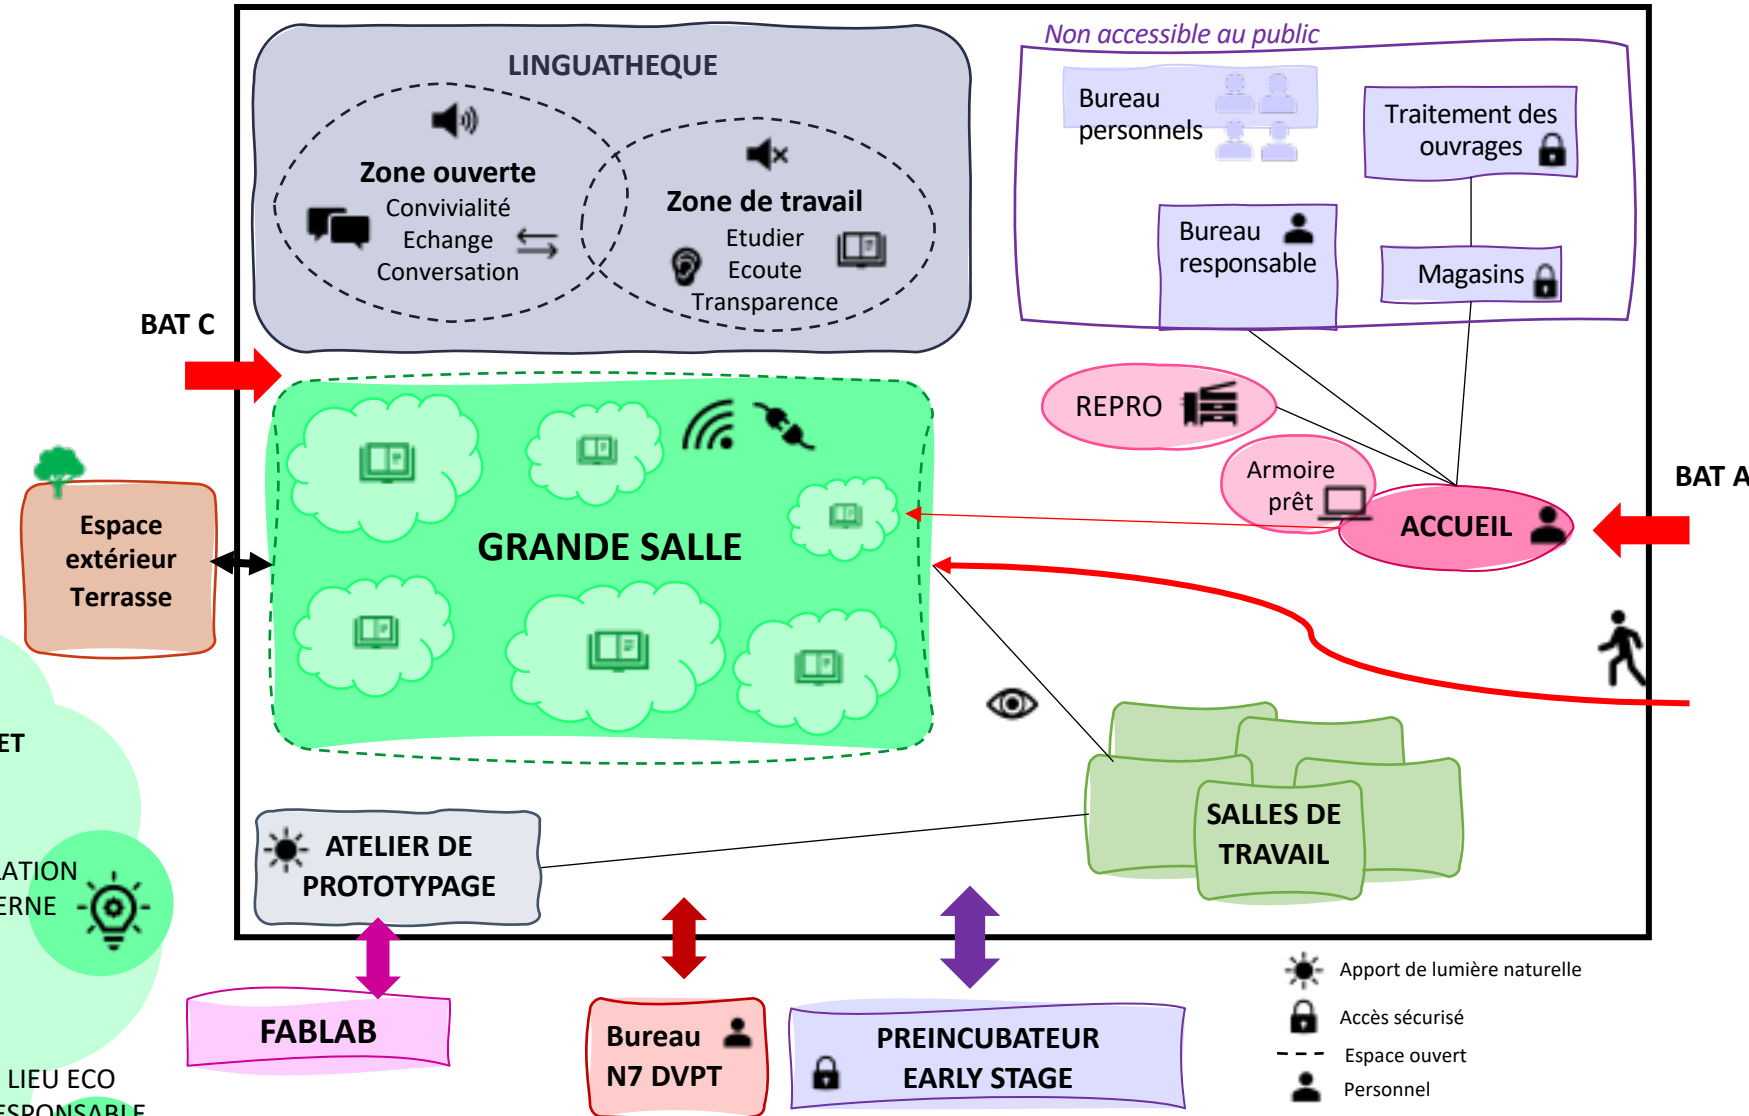 Non accessible au public
LINGUATHEQUE
Bureau
personnels
Traitement des
ouvrages
Zone ouverte
Convivialité
Echange
Conversation
Zone de travail
Etudier
Ecoute
Transparence
Bureau
responsable
Magasins
BAT C
REPRO
Armoire
prêt
BAT A
ACCUEIL
Espace
extérieur
Terrasse
GRANDE SALLE
ET
SALLES DE
TRAVAIL
ATELIER DE
PROTOTYPAGE
LATION
ERNE
FABLAB
Bureau
N7 DVPT
PREINCUBATEUR
EARLY STAGE
Apport de lumière naturelle
Accès sécurisé
Espace ouvert
Personnel
LIEU ECO
ESPONSABLE